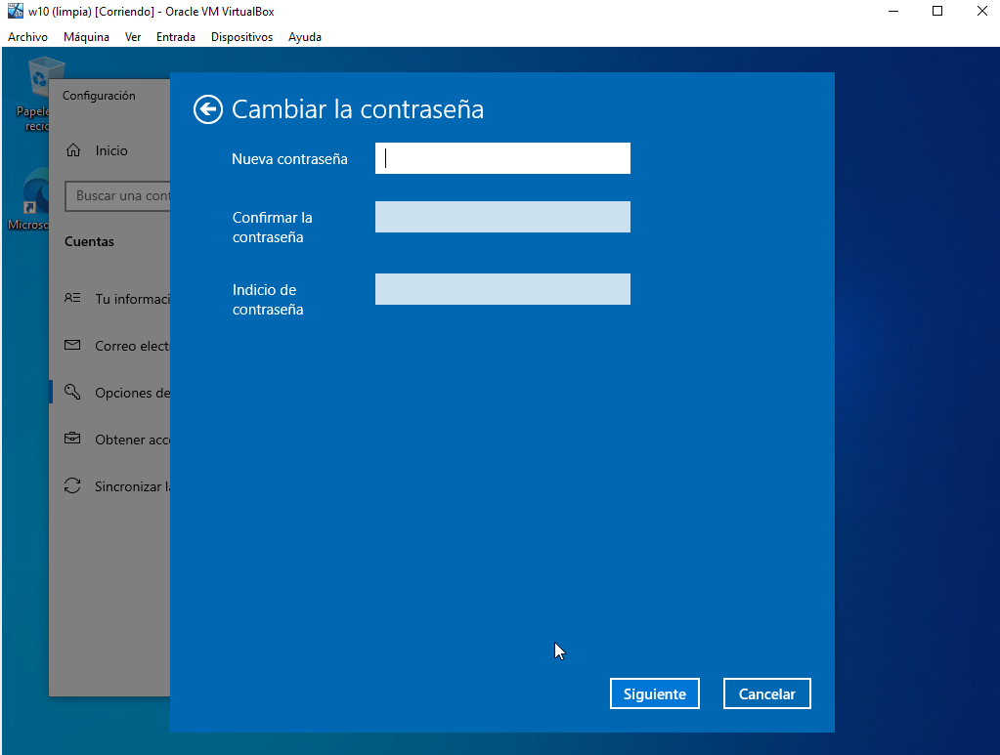 w10 (limpia) [Corriendo] - Oracle VM VirtualBox
Archivo Máquina Ver Entrada Dispositivos Ayuda
Papele
recic
Microso
Configuración
Inicio
Buscar una conf
Cuentas
Tu informaci
Correo elect
Opciones de
Obtener acc
Sincronizar la
Cambiar la contraseña
Nueva contraseña
Confirmar la
contraseña
Indicio de
contraseña
Siguiente Cancelar